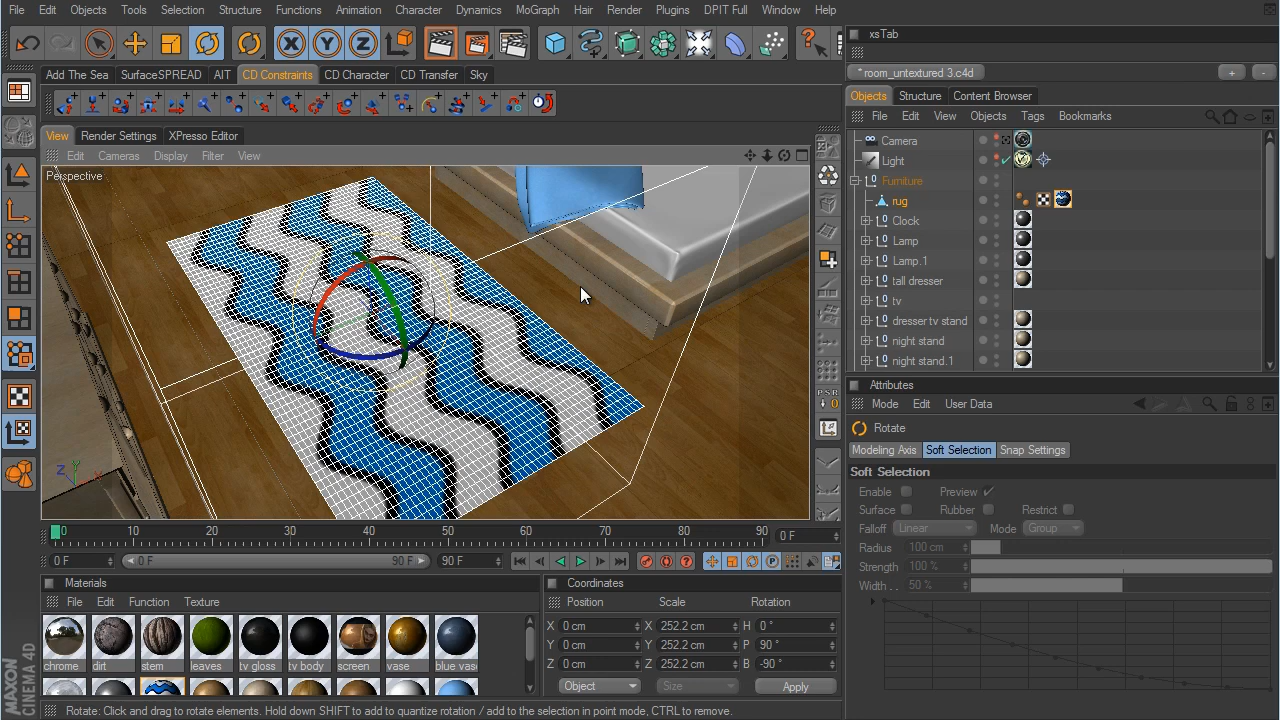 File Edit Objects Tools Selection Structure Functions Animation Character Dynamics MoGraph Hair Render Plugins DPIT Full Window Help
xsTab
* room_untextured 3.c4d + -
Add The Sea SurfaceSPREAD AIT CD Constraints CD Character CD Transfer Sky
Objects Structure Content Browser
File Edit View Objects Tags Bookmarks
View Render Settings XPresso Editor
Edit Cameras Display Filter View
Perspective
Camera
Light
Furniture
rug
Clock
Lamp
Lamp.1
tall dresser
tv
dresser tv stand
night stand
night stand.1
Attributes
Mode Edit User Data
Rotate
Modeling Axis Soft Selection Snap Settings
Soft Selection
Enable Preview
Surface Rubber Restrict
Falloff Linear Mode Group
Radius 100 cm
Strength 100 %
Width . . 50 %
P S R
0
Z X
0 10 20 30 40 50 60 70 80 90 0 F
0 F 0 F 90 F 90 F
Materials
File Edit Function Texture
chrome dirt stem leaves tv gloss tv body screen vase blue vase
Coordinates
Position Scale Rotation
X 0 cm X 252.2 cm H 0 °
Y 0 cm Y 252.2 cm P 90 °
Z 0 cm Z 252.2 cm B -90 °
Object Size Apply
MAXON
CINEMA 4D
Rotate: Click and drag to rotate elements. Hold down SHIFT to add to quantize rotation / add to the selection in point mode, CTRL to remove.